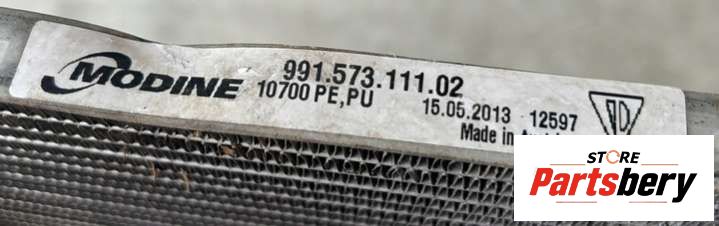 MODINE
991.573.111.02
10700 PE,PU
15.05.2013 12597
Made in
STORE
Partsbery